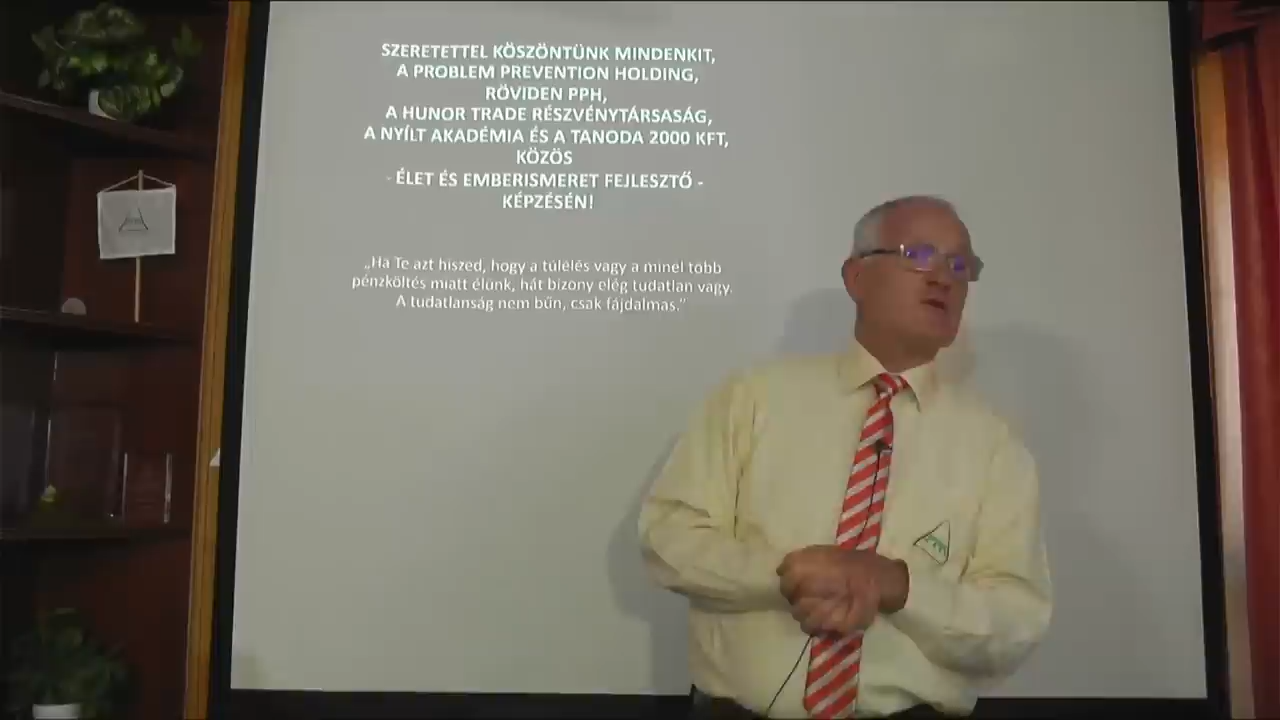 SZERETETTEL KÖSZÖNTÜNK MINDENKIT,
A PROBLEM PREVENTION HOLDING,
RÖVIDEN PPH,
A HUNOR TRADE RÉSZVÉNYTÁRSASÁG,
A NYÍLT AKADÉMIA ÉS A TANODA 2000 KFT,
KÖZÖS
- ÉLET ÉS EMBERISMERET FEJLESZTŐ -
KÉPZÉSÉN!
„Ha Te azt hiszed, hogy a túlélés vagy a minél több
pénzköltés miatt élünk, hát bizony elég tudatlan vagy.
A tudatlanság nem bűn, csak fájdalmas."